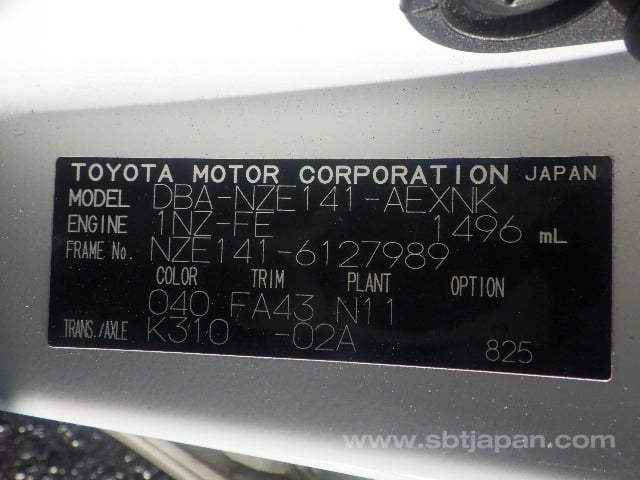 TOYOTA MOTOR CORPORATION JAPAN
MODEL DBA-NZE141-AEXNK
ENGINE 1NZ-FE 1496 mL
FRAME No. NZE141-6127989
COLOR TRIM PLANT OPTION
040 FA43 N11
TRANS./AXLE K310 -02A
825
www.sbtjapan.com